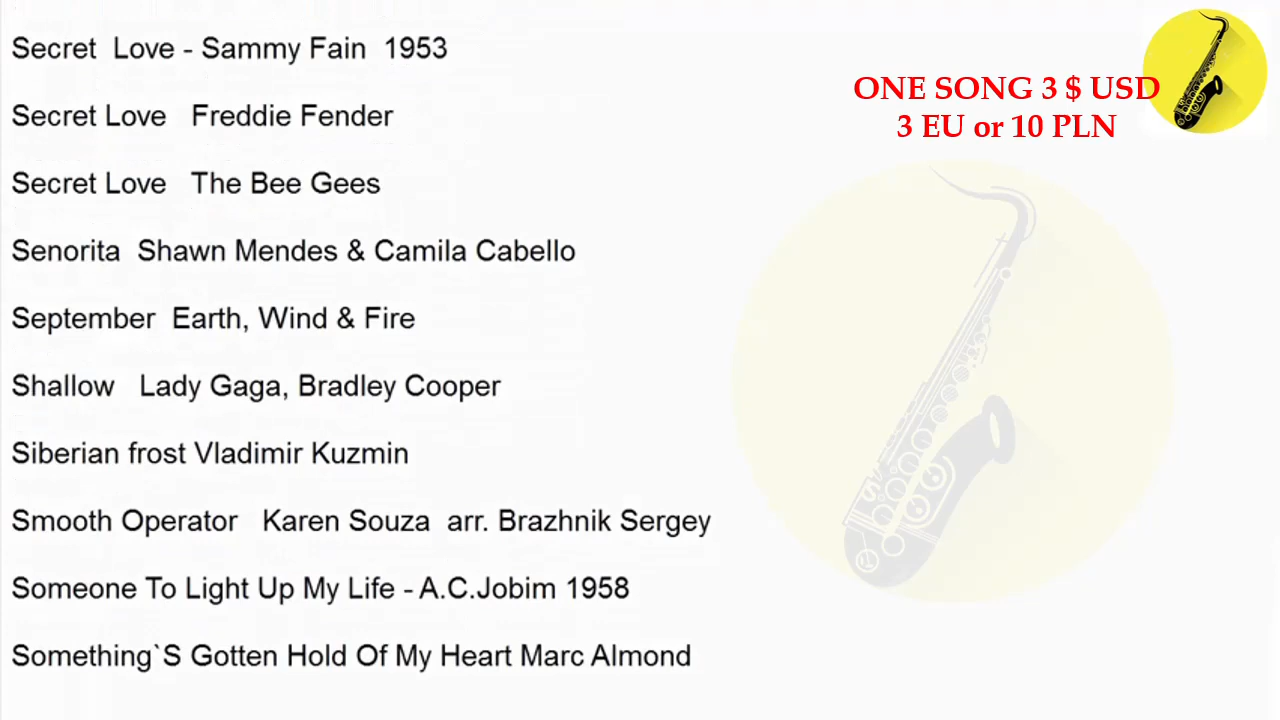 Secret Love - Sammy Fain 1953
ONE SONG 3 $ USD
3 EU or 10 PLN
Secret Love Freddie Fender
Secret Love The Bee Gees
Senorita Shawn Mendes & Camila Cabello
September Earth, Wind & Fire
Shallow Lady Gaga, Bradley Cooper
Siberian frost Vladimir Kuzmin
Smooth Operator Karen Souza arr. Brazhnik Sergey
Someone To Light Up My Life - A.C.Jobim 1958
Something`S Gotten Hold Of My Heart Marc Almond